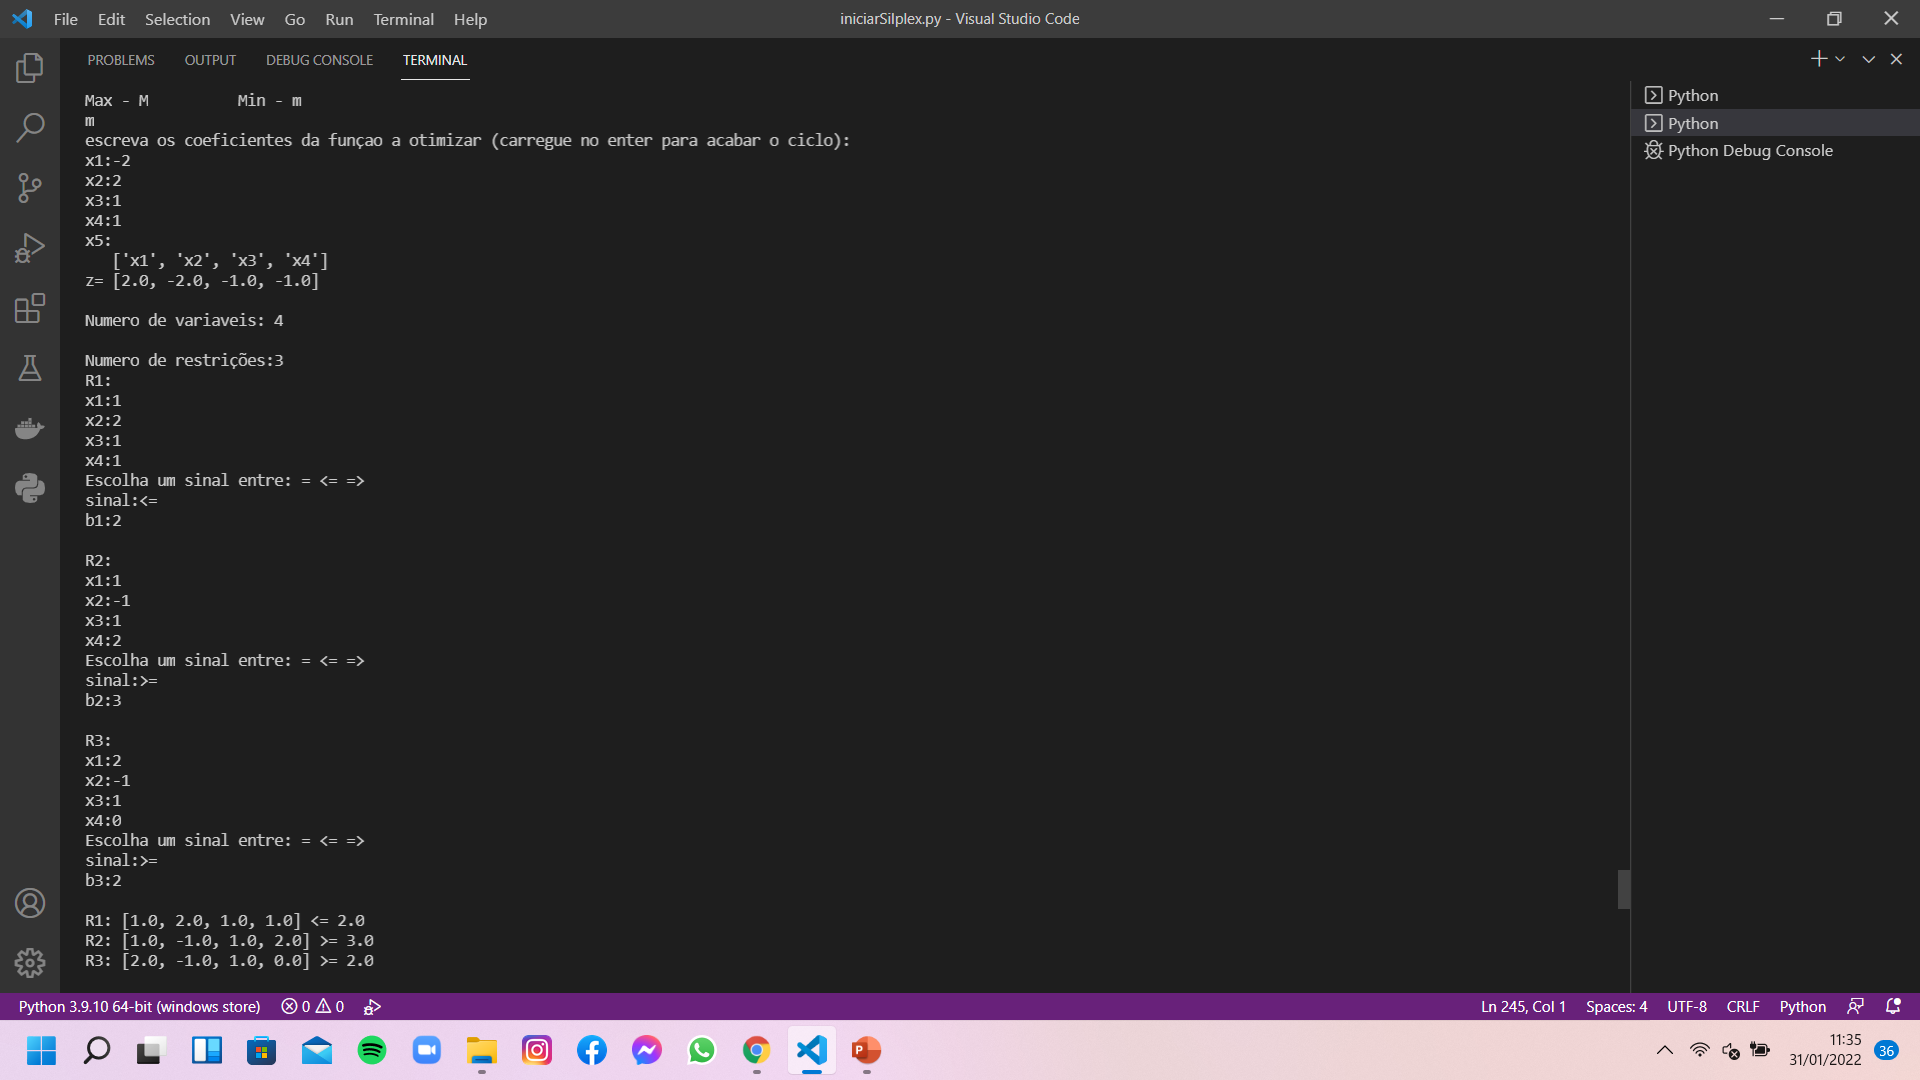 File Edit Selection View Go Run Terminal Help
iniciarSilplex.py - Visual Studio Code
PROBLEMS OUTPUT DEBUG CONSOLE TERMINAL
Max - M Min - m
m
escreva os coeficientes da funçao a otimizar (carregue no enter para acabar o ciclo):
x1:-2
x2:2
x3:1
x4:1
x5:
['x1', 'x2', 'x3', 'x4']
z= [2.0, -2.0, -1.0, -1.0]
Numero de variaveis: 4
Numero de restrições:3
R1:
x1:1
x2:2
x3:1
x4:1
Escolha um sinal entre: = <= =>
sinal:<=
b1:2
R2:
x1:1
x2:-1
x3:1
x4:2
Escolha um sinal entre: = <= =>
sinal:>=
b2:3
R3:
x1:2
x2:-1
x3:1
x4:0
Escolha um sinal entre: = <= =>
sinal:>=
b3:2
R1: [1.0, 2.0, 1.0, 1.0] <= 2.0
R2: [1.0, -1.0, 1.0, 2.0] >= 3.0
R3: [2.0, -1.0, 1.0, 0.0] >= 2.0
Python
Python
Python Debug Console
Python 3.9.10 64-bit (windows store) 0 0
Ln 245, Col 1 Spaces: 4 UTF-8 CRLF Python
P
11:35
31/01/2022
36